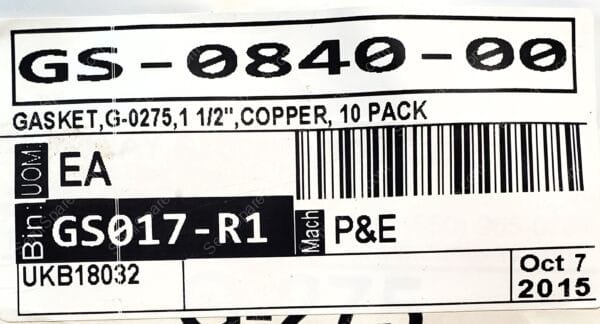 GS-0840-00
GASKET,G-0275,1 1/2",COPPER, 10 PACK
UOM: EA
Bin: GS017-R1
Mach P&E
UKB18032
Oct 7
2015